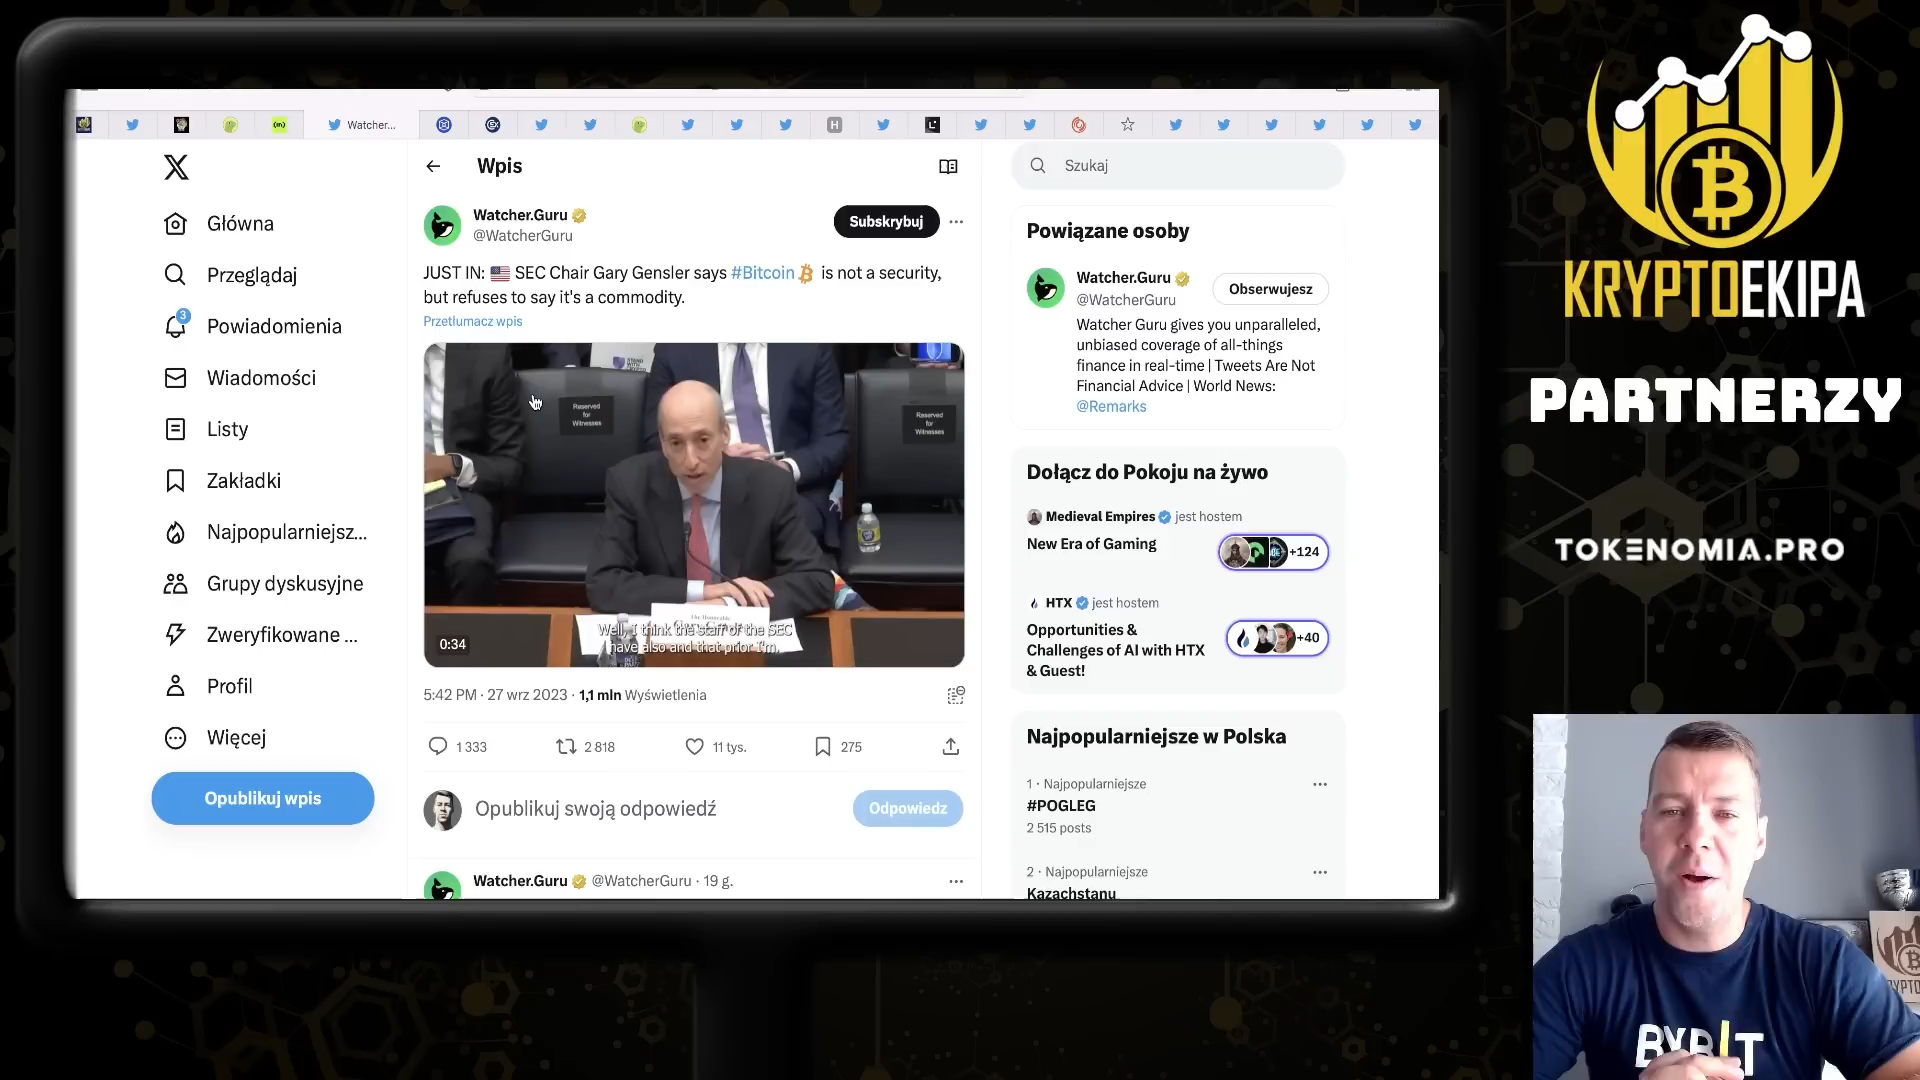 Watcher...
Wpis
Szukaj
Główna
Przeglądaj
3
Powiadomienia
Wiadomości
Listy
Zakładki
Najpopularniejsz...
Grupy dyskusyjne
Zweryfikowane ...
Profil
Więcej
Opublikuj wpis
Watcher.Guru
@WatcherGuru
Subskrybuj
JUST IN: 🇺🇸 SEC Chair Gary Gensler says #Bitcoin is not a security,
but refuses to say it's a commodity.
Przetłumacz wpis
Reserved
for
Witnesses
Reserved
for
Witnesses
The Honorable
Well, I think the staff of the SEC
have also and that prior I'm,
0:34
5:42 PM · 27 wrz 2023 · 1,1 mln Wyświetlenia
1 333
2 818
11 tys.
275
Opublikuj swoją odpowiedź
Odpowiedz
Watcher.Guru @WatcherGuru · 19 g.
Powiązane osoby
Watcher.Guru
@WatcherGuru
Obserwujesz
Watcher Guru gives you unparalleled,
unbiased coverage of all-things
finance in real-time | Tweets Are Not
Financial Advice | World News:
@Remarks
Dołącz do Pokoju na żywo
Medieval Empires jest hostem
New Era of Gaming
+124
HTX jest hostem
Opportunities &
Challenges of AI with HTX
& Guest!
+40
Najpopularniejsze w Polska
1 · Najpopularniejsze
#POGLEG
2 515 posts
2 · Najpopularniejsze
Kazachstanu
KRYPTOEKIPA
PARTNERZY
TOKENOMIA.PRO
BYBIT